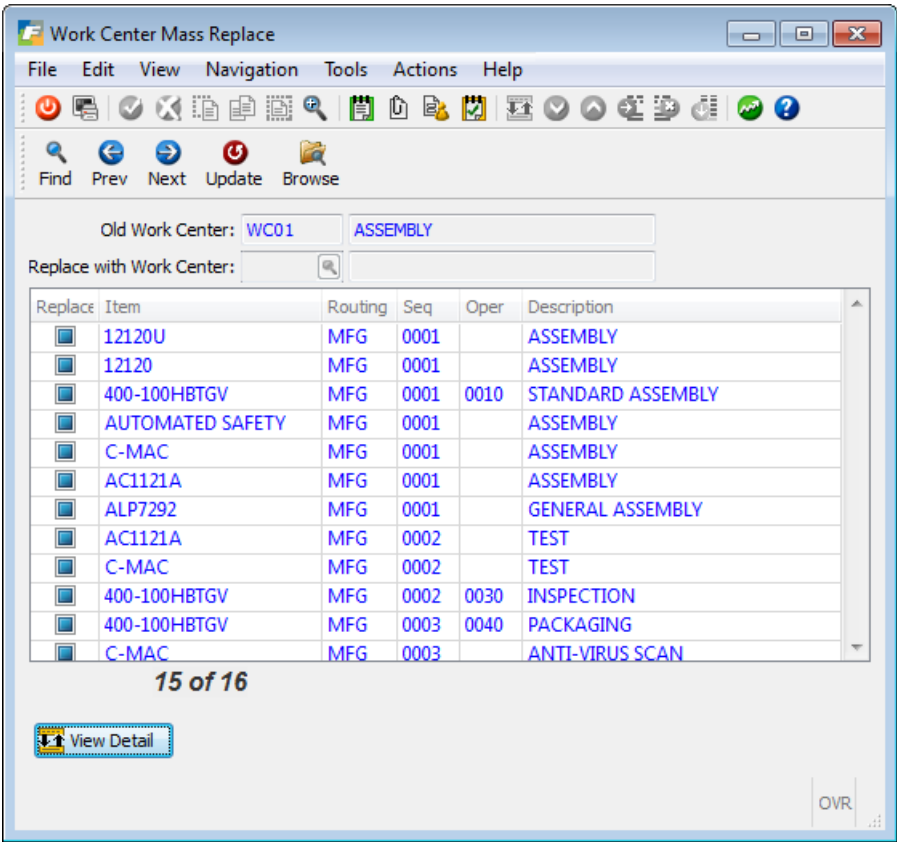 Work Center Mass Replace
File Edit View Navigation Tools Actions Help
Find Prev Next Update Browse
Old Work Center: WC01 ASSEMBLY
Replace with Work Center:
Replace Item Routing Seq Oper Description
12120U MFG 0001 ASSEMBLY
12120 MFG 0001 ASSEMBLY
400-100HBTGV MFG 0001 0010 STANDARD ASSEMBLY
AUTOMATED SAFETY MFG 0001 ASSEMBLY
C-MAC MFG 0001 ASSEMBLY
AC1121A MFG 0001 ASSEMBLY
ALP7292 MFG 0001 GENERAL ASSEMBLY
AC1121A MFG 0002 TEST
C-MAC MFG 0002 TEST
400-100HBTGV MFG 0002 0030 INSPECTION
400-100HBTGV MFG 0003 0040 PACKAGING
C-MAC MFG 0003 ANTI-VIRUS SCAN
15 of 16
View Detail
OVR